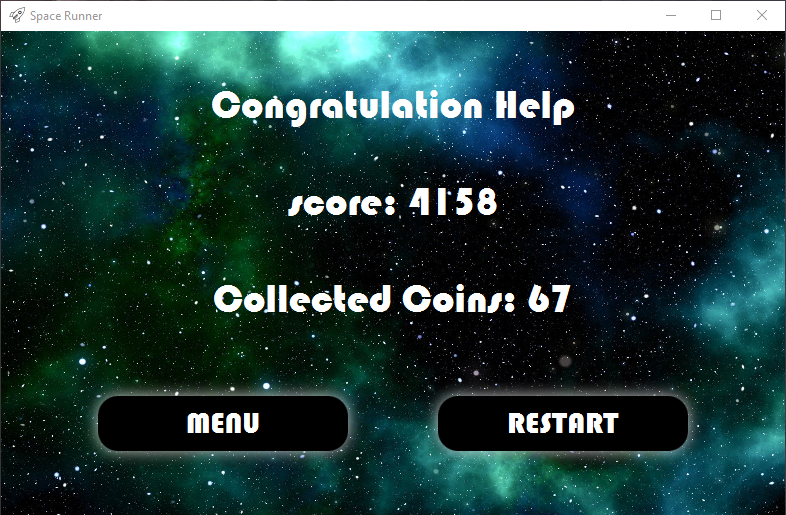 Space Runner
Congratulation Help
score: 4158
Collected Coins: 67
MENU
RESTART